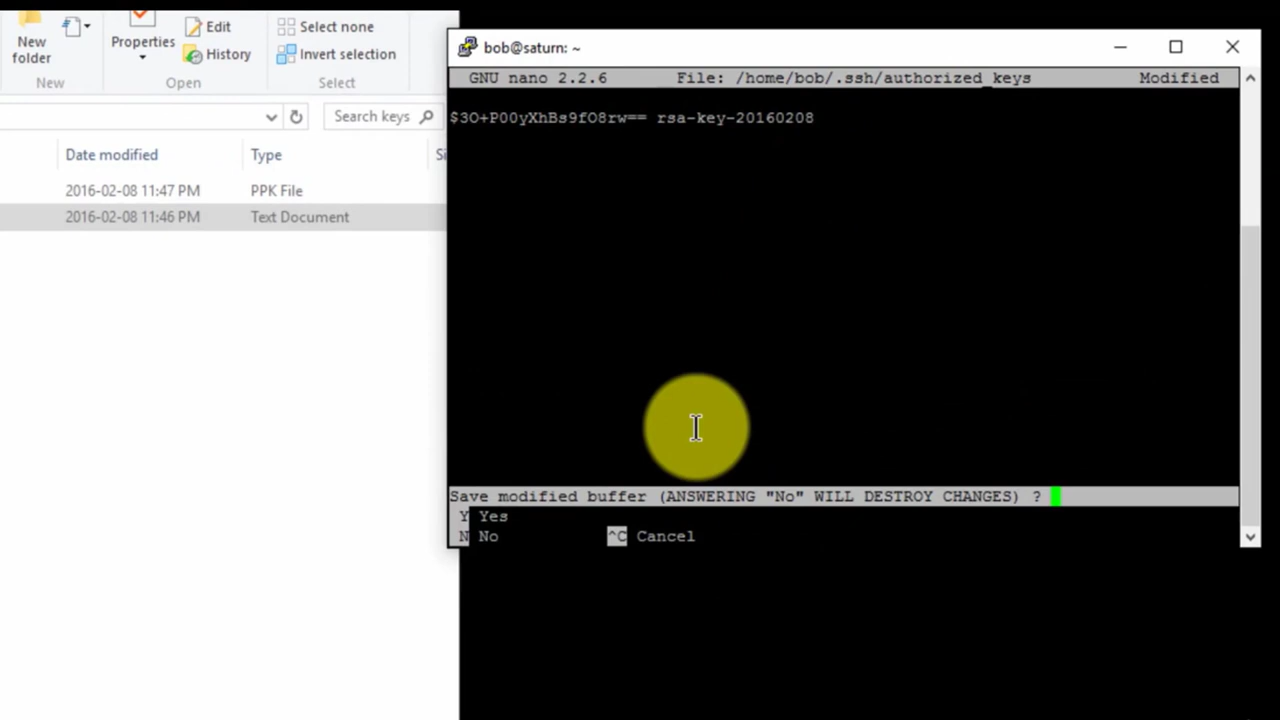 New
folder
Properties
Edit
History
Select none
Invert selection
New
Open
Select
Search keys
Date modified
Type
2016-02-08 11:47 PM
PPK File
2016-02-08 11:46 PM
Text Document
bob@saturn: ~
GNU nano 2.2.6 File: /home/bob/.ssh/authorized_keys Modified
$3O+P00yXhBs9fO8rw== rsa-key-20160208
Save modified buffer (ANSWERING "No" WILL DESTROY CHANGES) ?
Y Yes
N No ^C Cancel